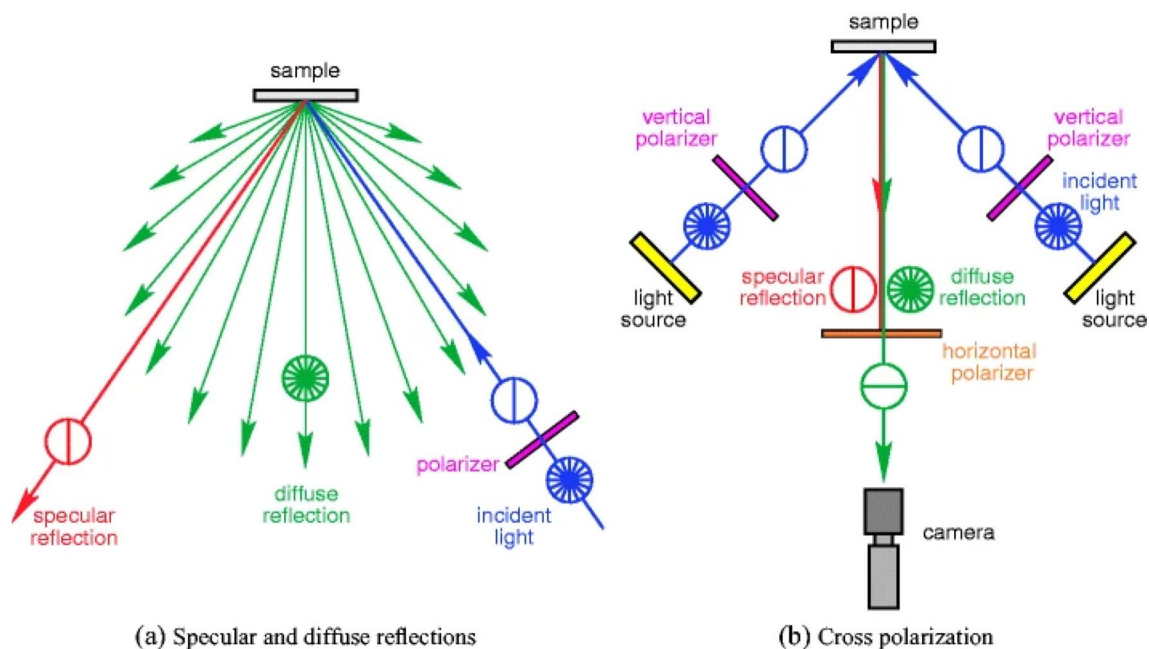 sample
specular
reflection
diffuse
reflection
polarizer
incident
light
(a) Specular and diffuse reflections
sample
vertical
polarizer
vertical
polarizer
incident
light
light
source
specular
reflection
diffuse
reflection
light
source
horizontal
polarizer
camera
(b) Cross polarization